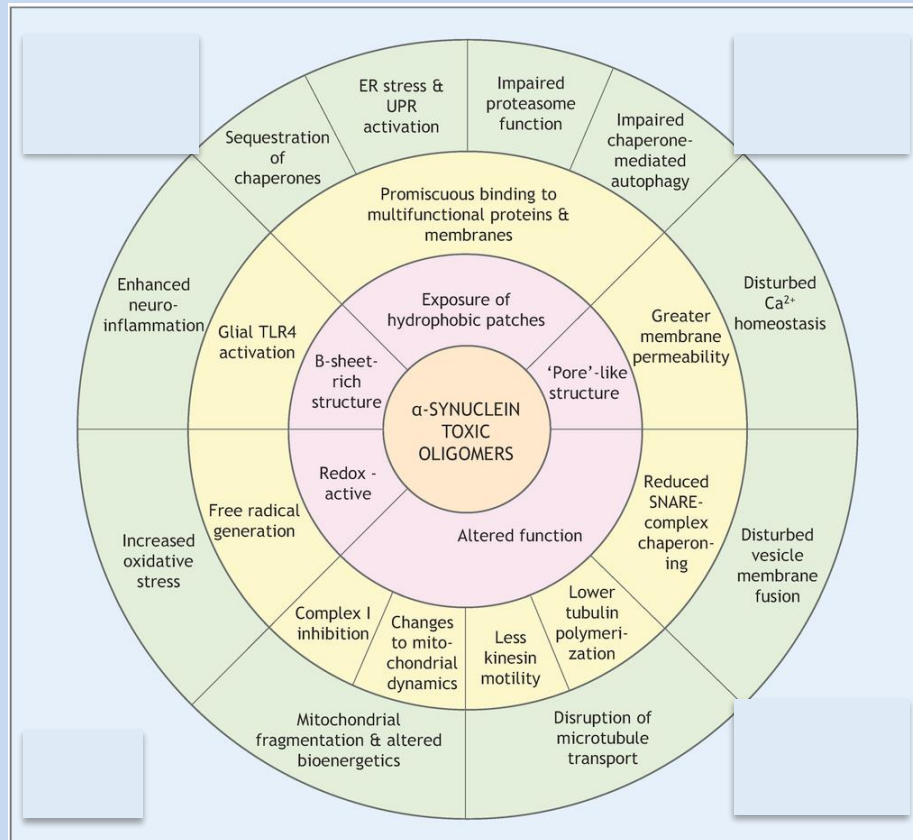 ER stress &
UPR
activation
Impaired
proteasome
function
Sequestration
of
chaperones
Impaired
chaperone-
mediated
autophagy
Promiscuous binding to
multifunctional proteins &
membranes
Enhanced
neuro-
inflammation
Glial TLR4
activation
B-sheet-
rich
structure
Exposure of
hydrophobic patches
'Pore'-like
structure
Greater
membrane
permeability
Disturbed
Ca²⁺
homeostasis
α-SYNUCLEIN
TOXIC
OLIGOMERS
Increased
oxidative
stress
Free radical
generation
Redox -
active
Altered function
Reduced
SNARE-
complex
chaperon-
ing
Disturbed
vesicle
membrane
fusion
Complex I
inhibition
Changes
to mito-
chondrial
dynamics
Less
kinesin
motility
Lower
tubulin
polymeri-
zation
Mitochondrial
fragmentation & altered
bioenergetics
Disruption of
microtubule
transport